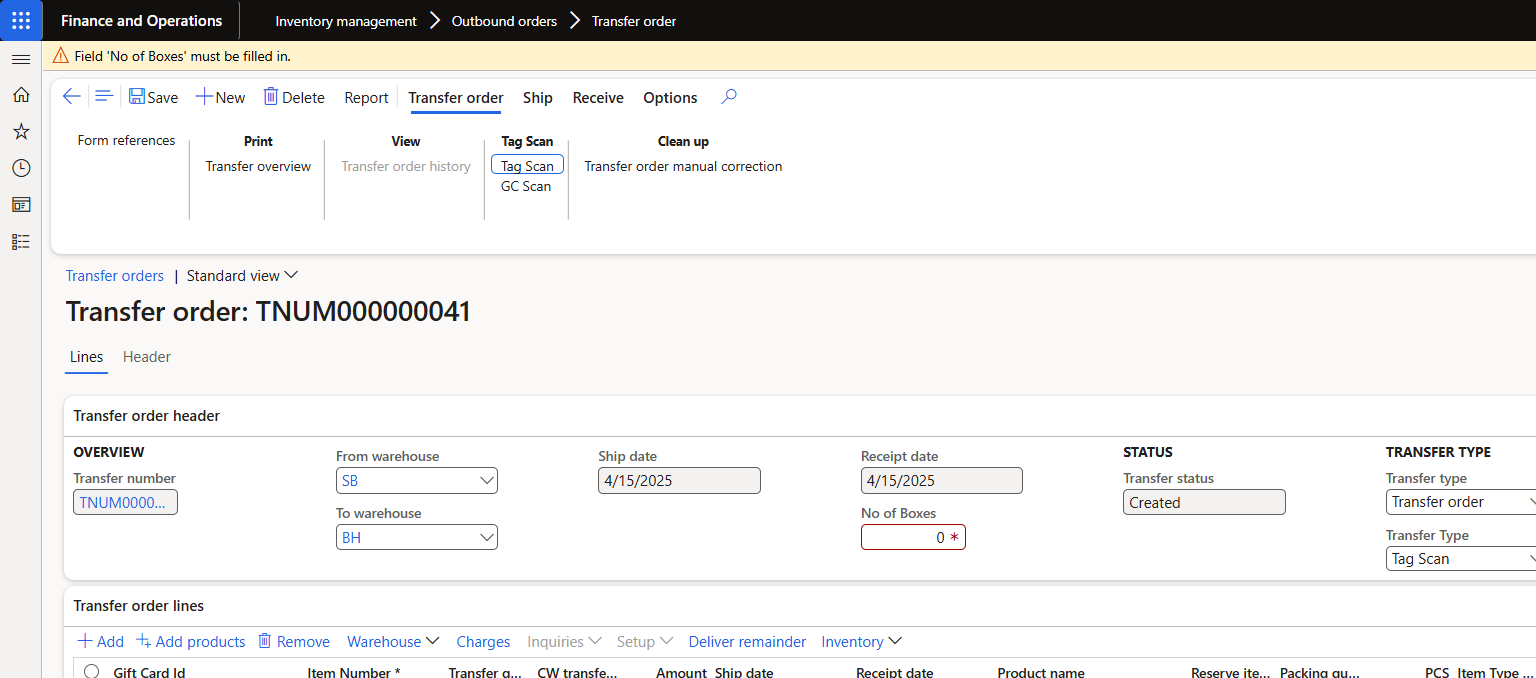 Finance and Operations Inventory management Outbound orders Transfer order
Field 'No of Boxes' must be filled in.
Save New Delete Report Transfer order Ship Receive Options
Form references Print View Tag Scan Clean up
Transfer overview Transfer order history Tag Scan Transfer order manual correction
GC Scan
Transfer orders | Standard view
Transfer order: TNUM000000041
Lines Header
Transfer order header
OVERVIEW From warehouse Ship date Receipt date STATUS TRANSFER TYPE
Transfer number SB 4/15/2025 4/15/2025 Transfer status Transfer type
TNUM0000... To warehouse No of Boxes Created Transfer order
BH 0 * Transfer Type
Tag Scan
Transfer order lines
Add Add products Remove Warehouse Charges Inquiries Setup Deliver remainder Inventory
Gift Card Id Item Number * Transfer q... CW transfe... Amount Ship date Receipt date Product name Reserve ite... Packing qu... PCS Item Type ...